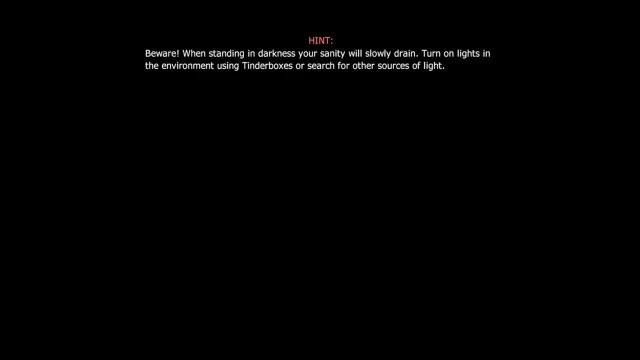 HINT:
Beware! When standing in darkness your sanity will slowly drain. Turn on lights in
the environment using Tinderboxes or search for other sources of light.